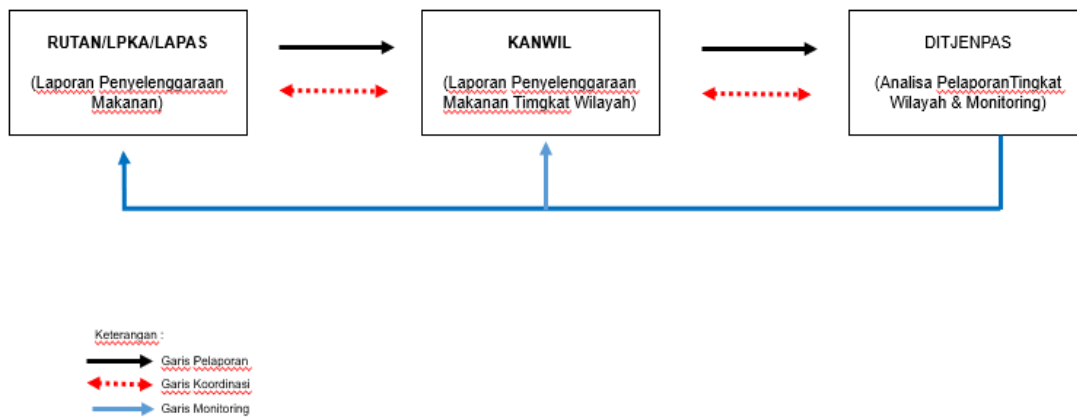 RUTAN/LPKA/LAPAS
(Laporan Penyelenggaraan
Makanan)
KANWIL
(Laporan Penyelenggaraan
Makanan Timgkat Wilayah)
DITJENPAS
(Analisa PelaporanTingkat
Wilayah & Monitoring)
Keterangan :
Garis Pelaporan
Garis Koordinasi
Garis Monitoring